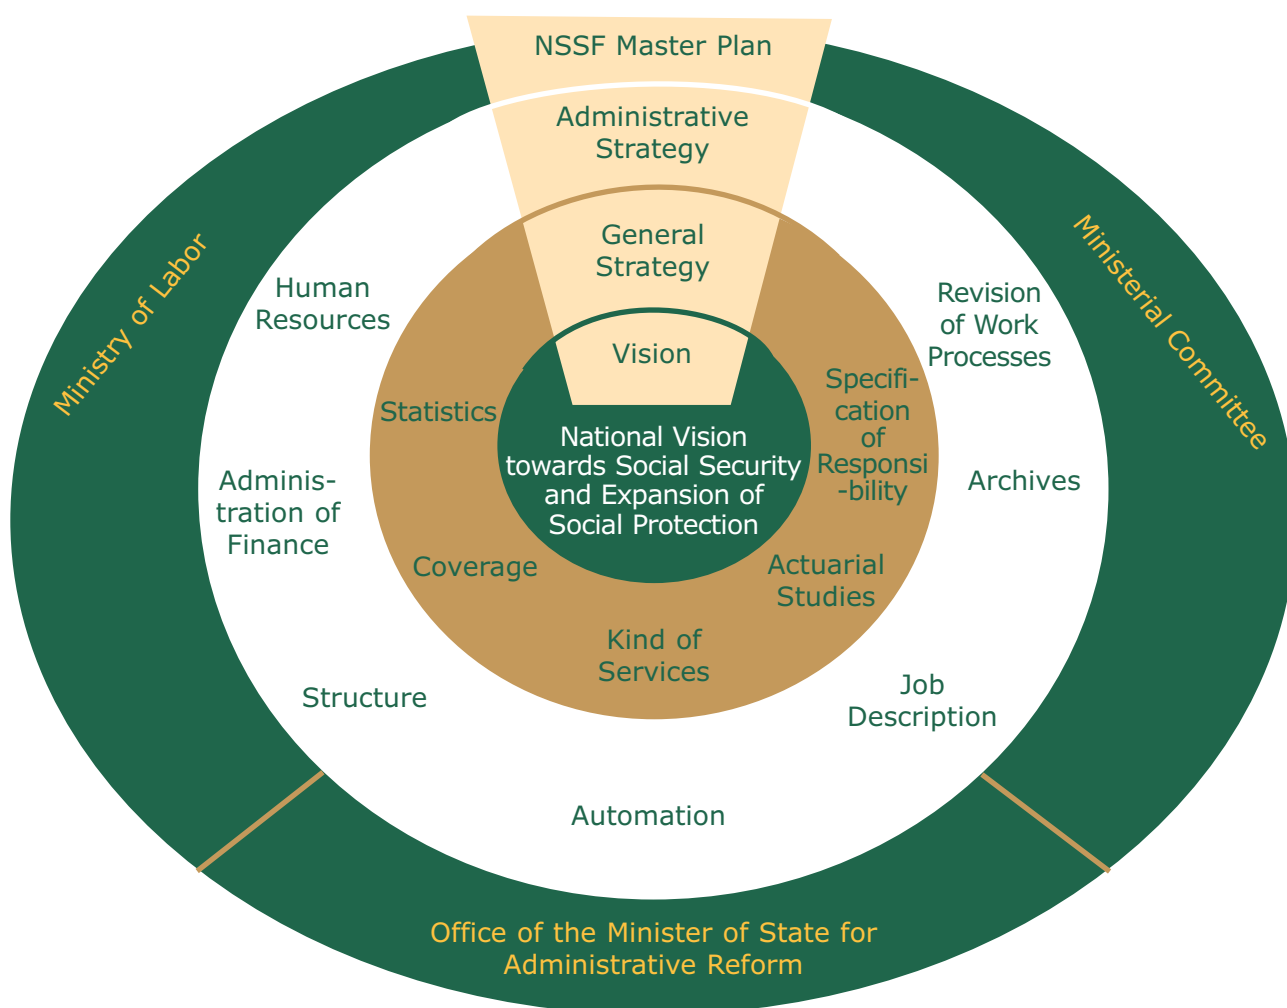 NSSF Master Plan
Administrative
Strategy
General
Strategy
Vision
National Vision
towards Social Security
and Expansion of
Social Protection
Ministry of Labor
Ministerial Committee
Office of the Minister of State for
Administrative Reform
Human
Resources
Adminis-
tration of
Finance
Structure
Automation
Job
Description
Archives
Revision
of Work
Processes
Statistics
Coverage
Kind of
Services
Actuarial
Studies
Specifi-
cation
of
Responsi
-bility